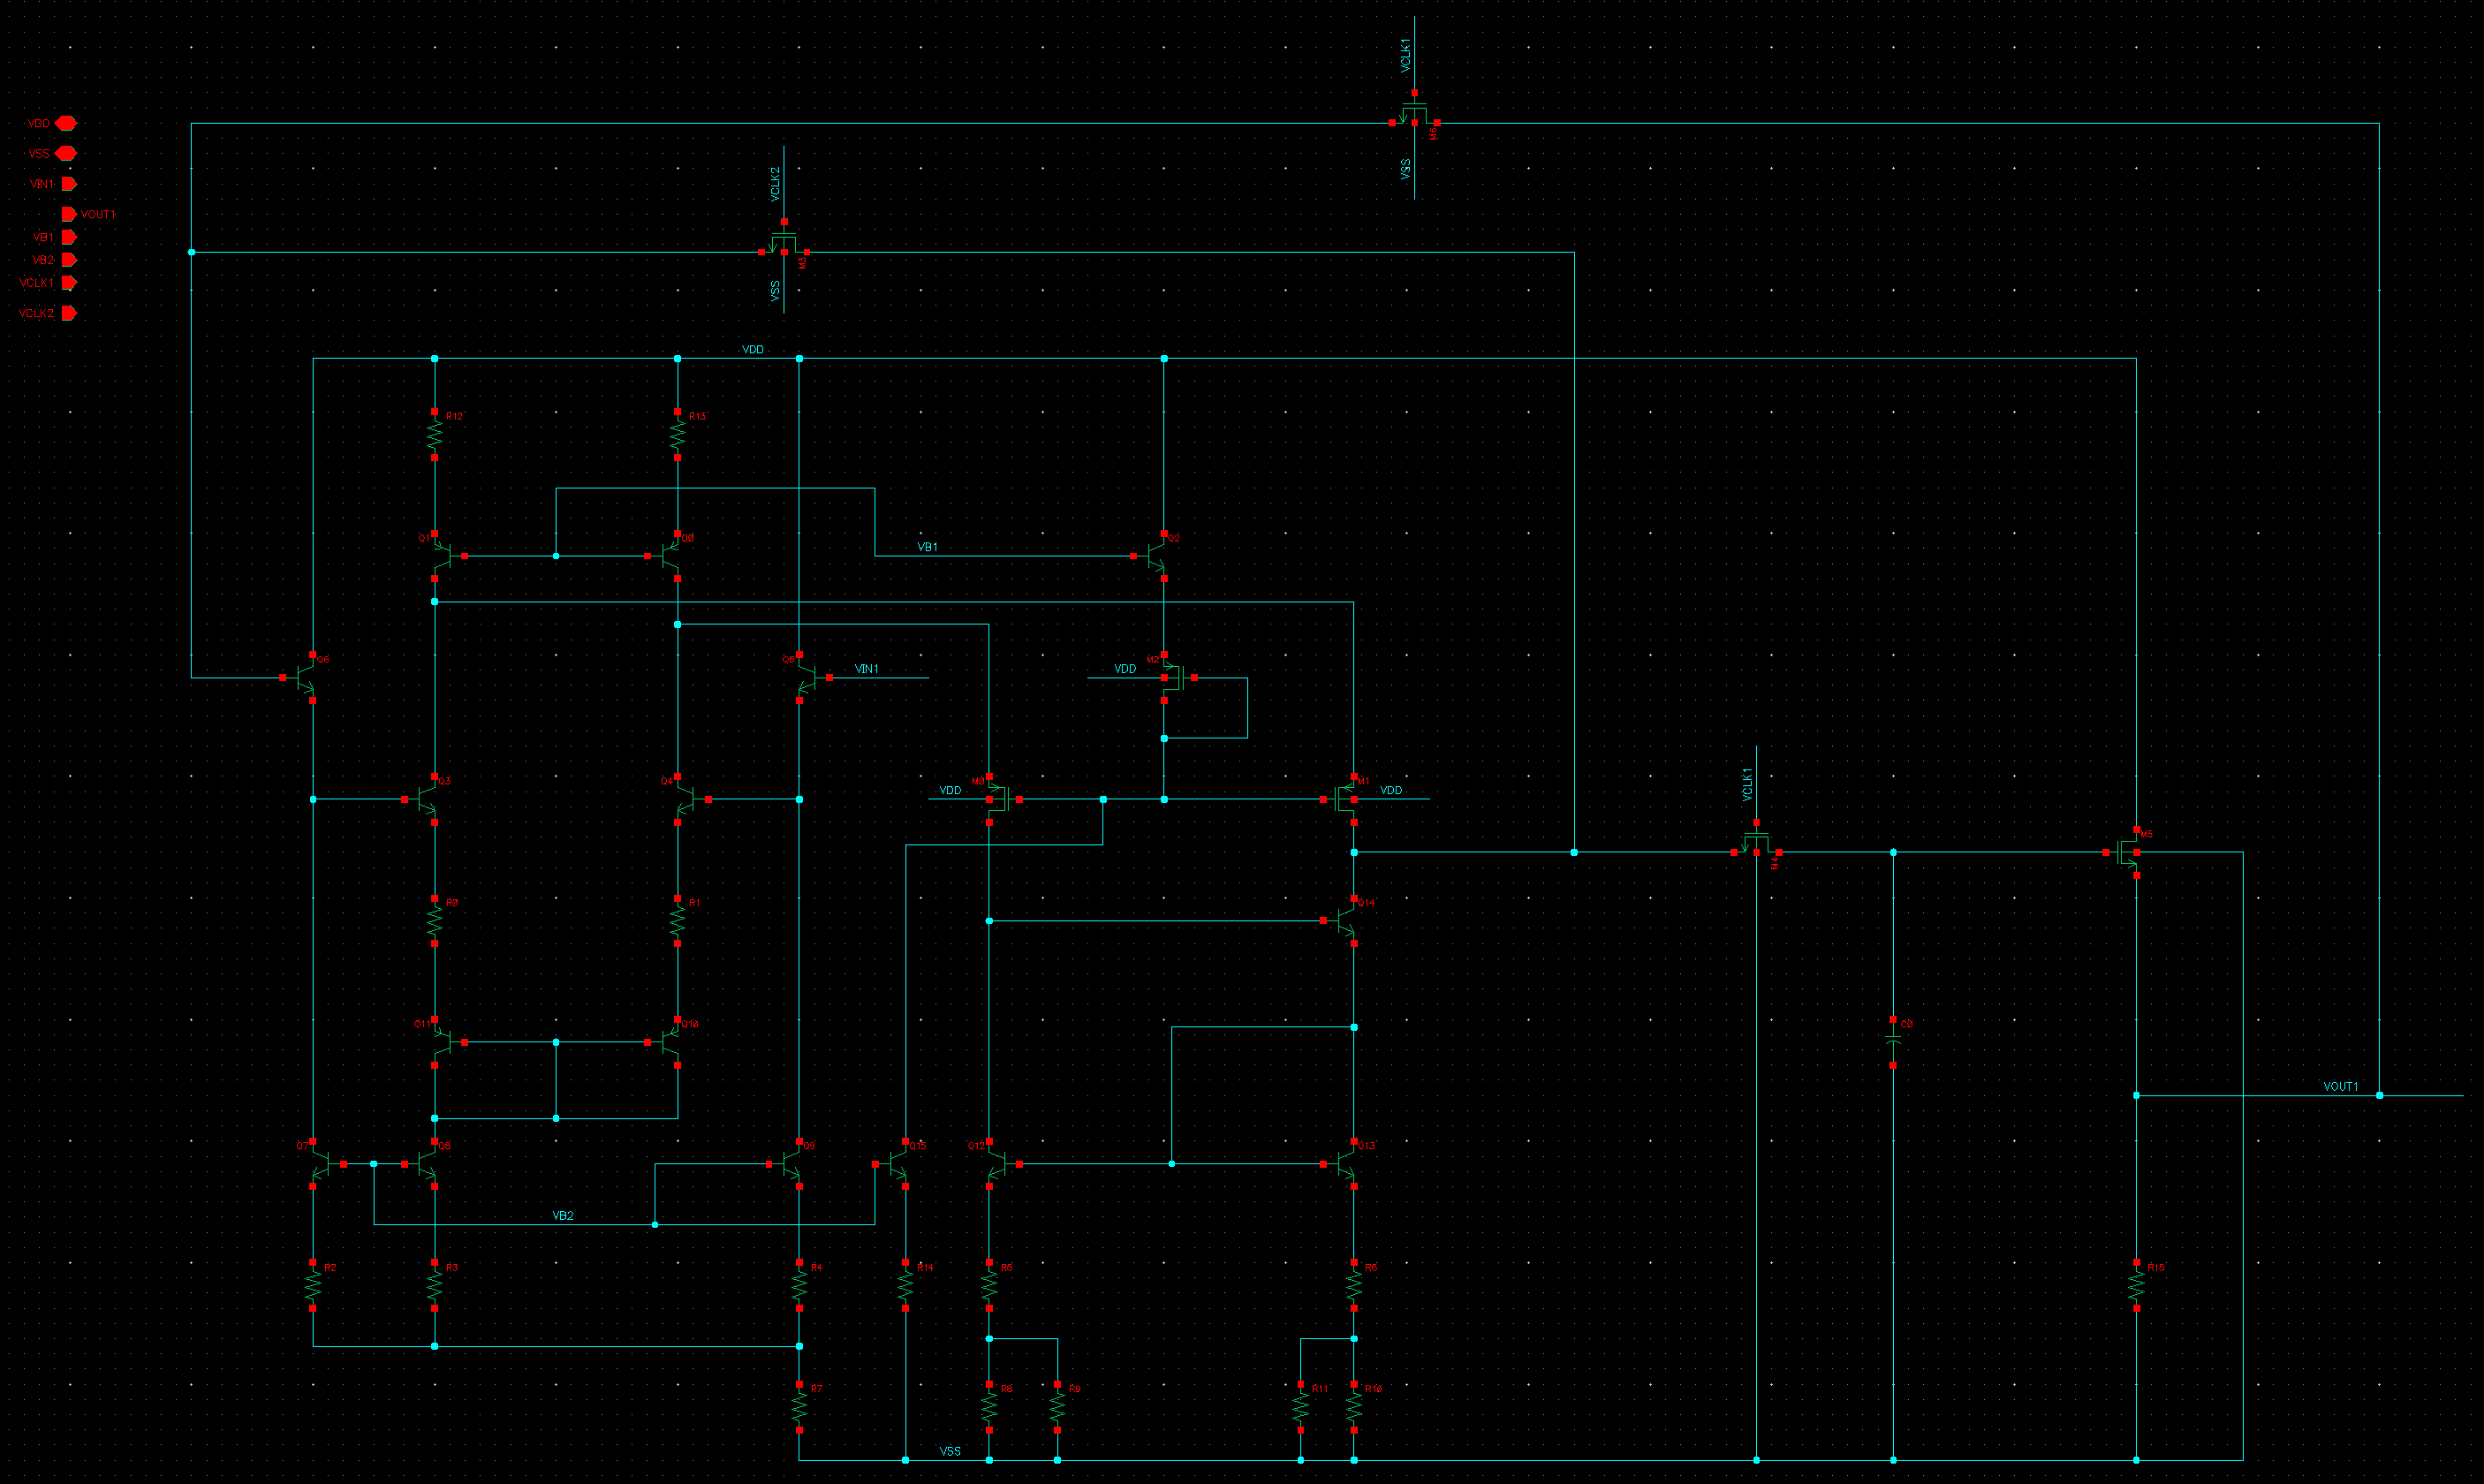 VCLK1
VDD
M6
VSS
VSS
VIN1
VCLK2
VOUT1
VB1
VB2
M3
VCLK1
VSS
VCLK2
VDD
R12
R13
Q1
Q0
Q2
VB1
Q6
Q5
VIN1
M2
VDD
Q3
Q4
M0
M1
VDD
VDD
VCLK1
M5
M4
R0
R1
Q14
Q11
Q10
C0
VOUT1
Q7
Q8
Q9
Q15
Q12
Q13
VB2
R2
R3
R4
R14
R5
R6
R15
R7
R8
R9
R11
R10
VSS